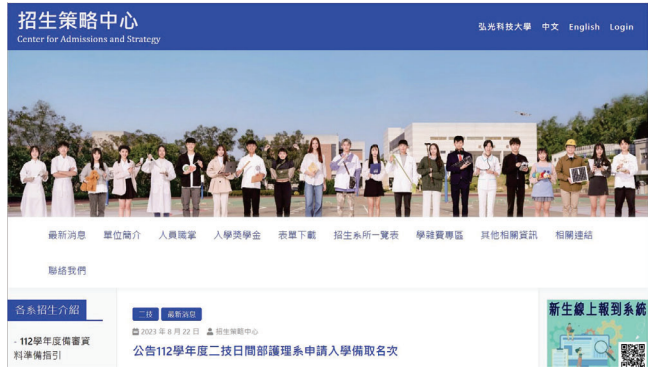 招生策略中心
Center for Admissions and Strategy
弘光科技大學 中文 English Login
最新消息 單位簡介 人員職掌 入學獎學金 表單下載 招生系所一覽表 學雜費專區 其他相關資訊 相關連結
聯絡我們
各系招生介紹
- 112學年度備審資
料準備指引
二技 最新消息
2023 年 8 月 22 日 招生策略中心
公告112學年度二技日間部護理系申請入學備取名次
新生線上報到系統